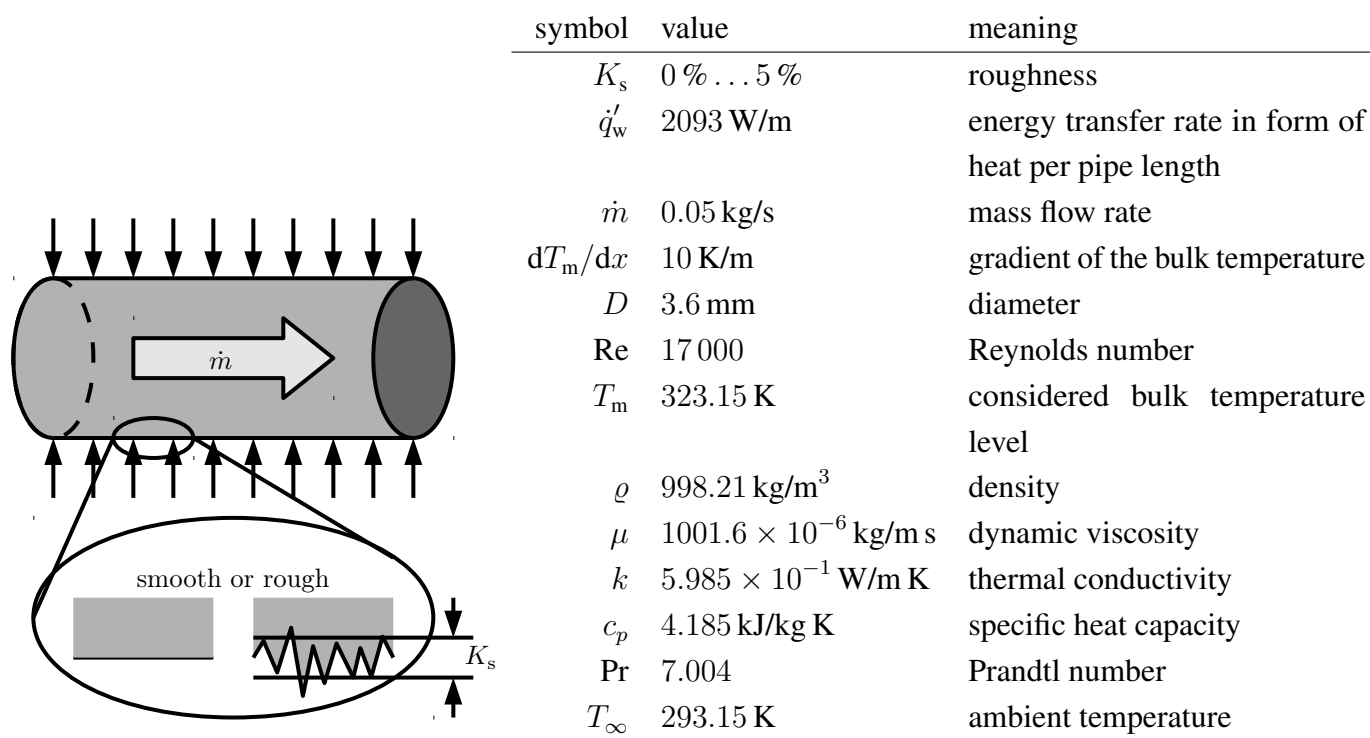 ṁ
smooth or rough
K_s
symbol value meaning
K_s 0 % … 5 % roughness
q̇′_w 2093 W/m energy transfer rate in form of
heat per pipe length
ṁ 0.05 kg/s mass flow rate
dT_m/dx 10 K/m gradient of the bulk temperature
D 3.6 mm diameter
Re 17 000 Reynolds number
T_m 323.15 K considered bulk temperature
level
ϱ 998.21 kg/m³ density
μ 1001.6 × 10⁻⁶ kg/m s dynamic viscosity
k 5.985 × 10⁻¹ W/m K thermal conductivity
c_p 4.185 kJ/kg K specific heat capacity
Pr 7.004 Prandtl number
T_∞ 293.15 K ambient temperature